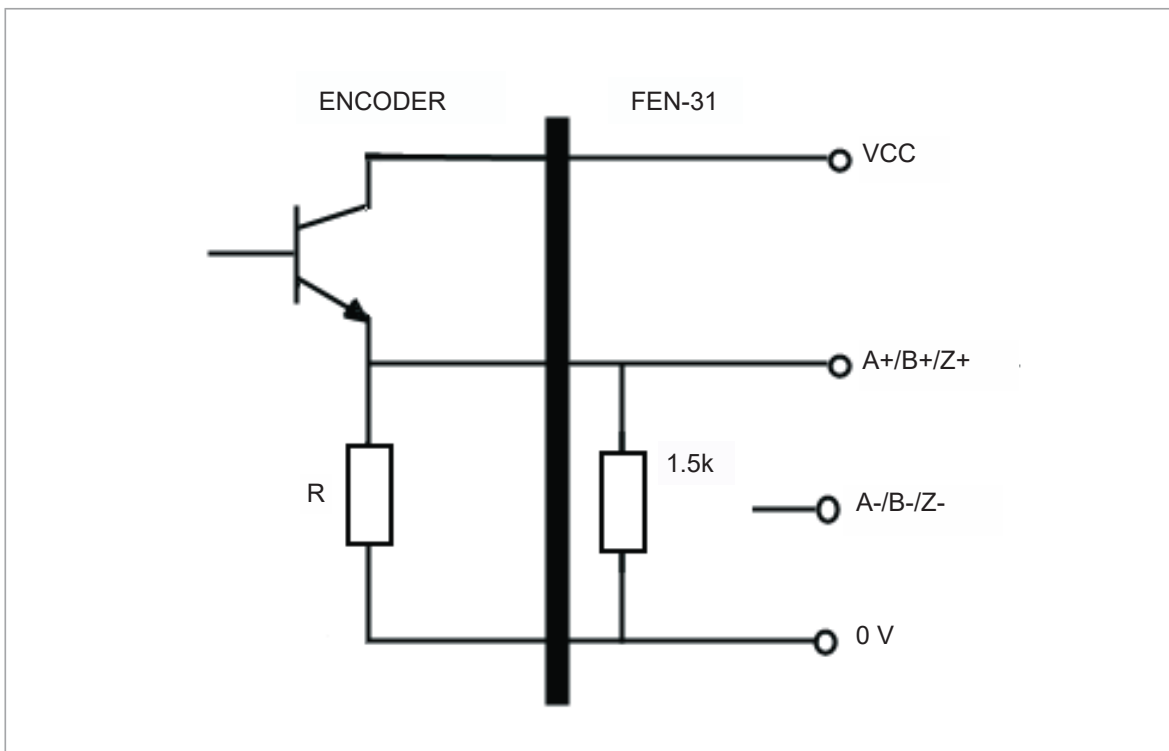 ENCODER FEN-31
VCC
A+/B+/Z+
1.5k
R
A-/B-/Z-
0 V